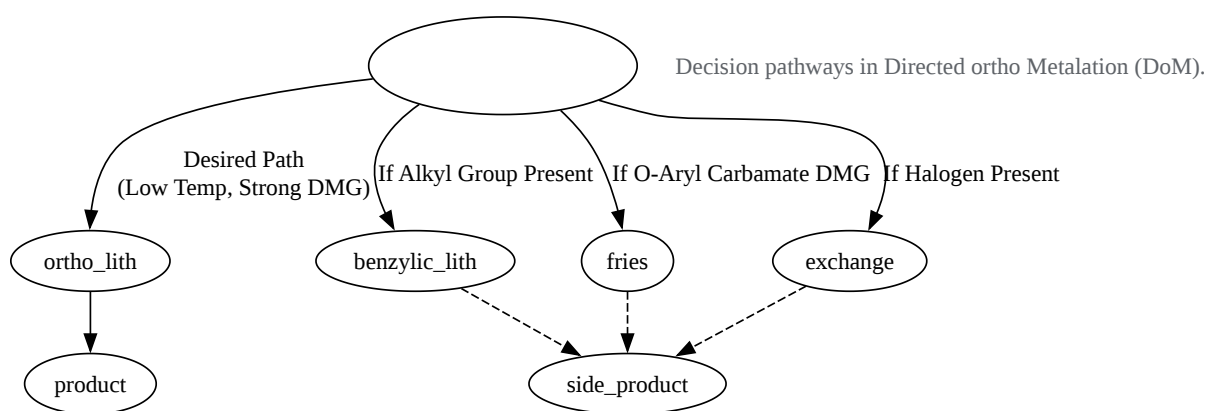 Decision pathways in Directed ortho Metalation (DoM).
Desired Path
(Low Temp, Strong DMG)
If Alkyl Group Present
If O-Aryl Carbamate DMG
If Halogen Present
ortho_lith
benzylic_lith
fries
exchange
product
side_product